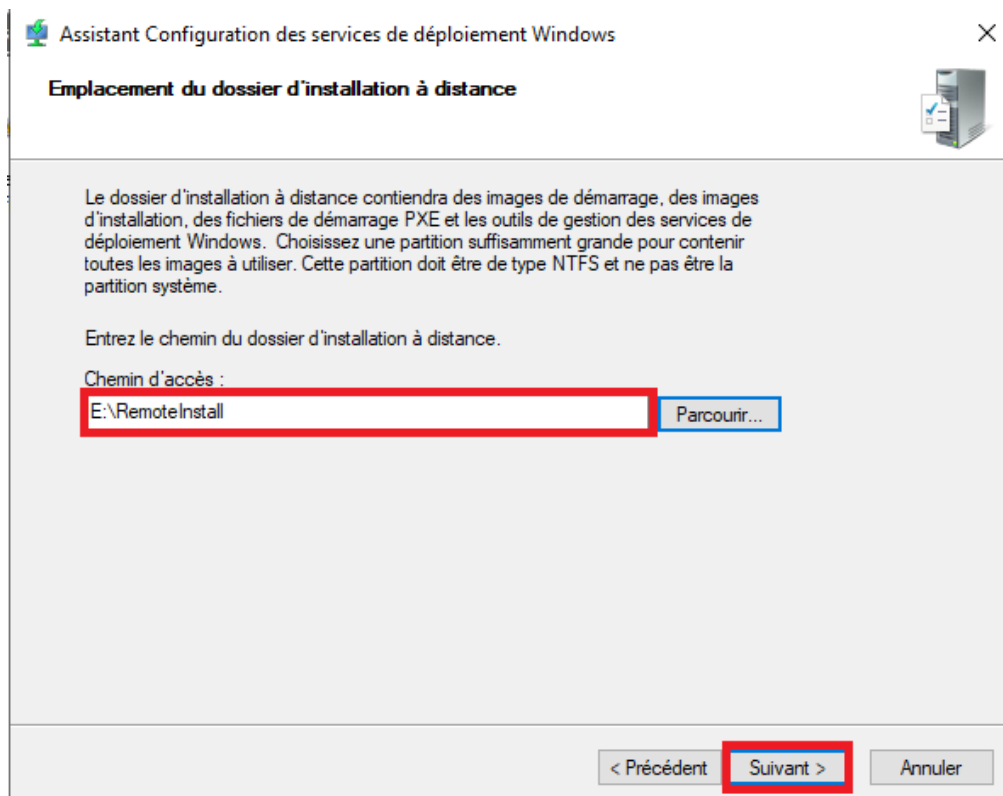 Assistant Configuration des services de déploiement Windows
Emplacement du dossier d'installation à distance
Le dossier d'installation à distance contiendra des images de démarrage, des images
d'installation, des fichiers de démarrage PXE et les outils de gestion des services de
déploiement Windows. Choisissez une partition suffisamment grande pour contenir
toutes les images à utiliser. Cette partition doit être de type NTFS et ne pas être la
partition système.
Entrez le chemin du dossier d'installation à distance.
Chemin d'accès :
E:\RemoteInstall
Parcourir...
< Précédent
Suivant >
Annuler